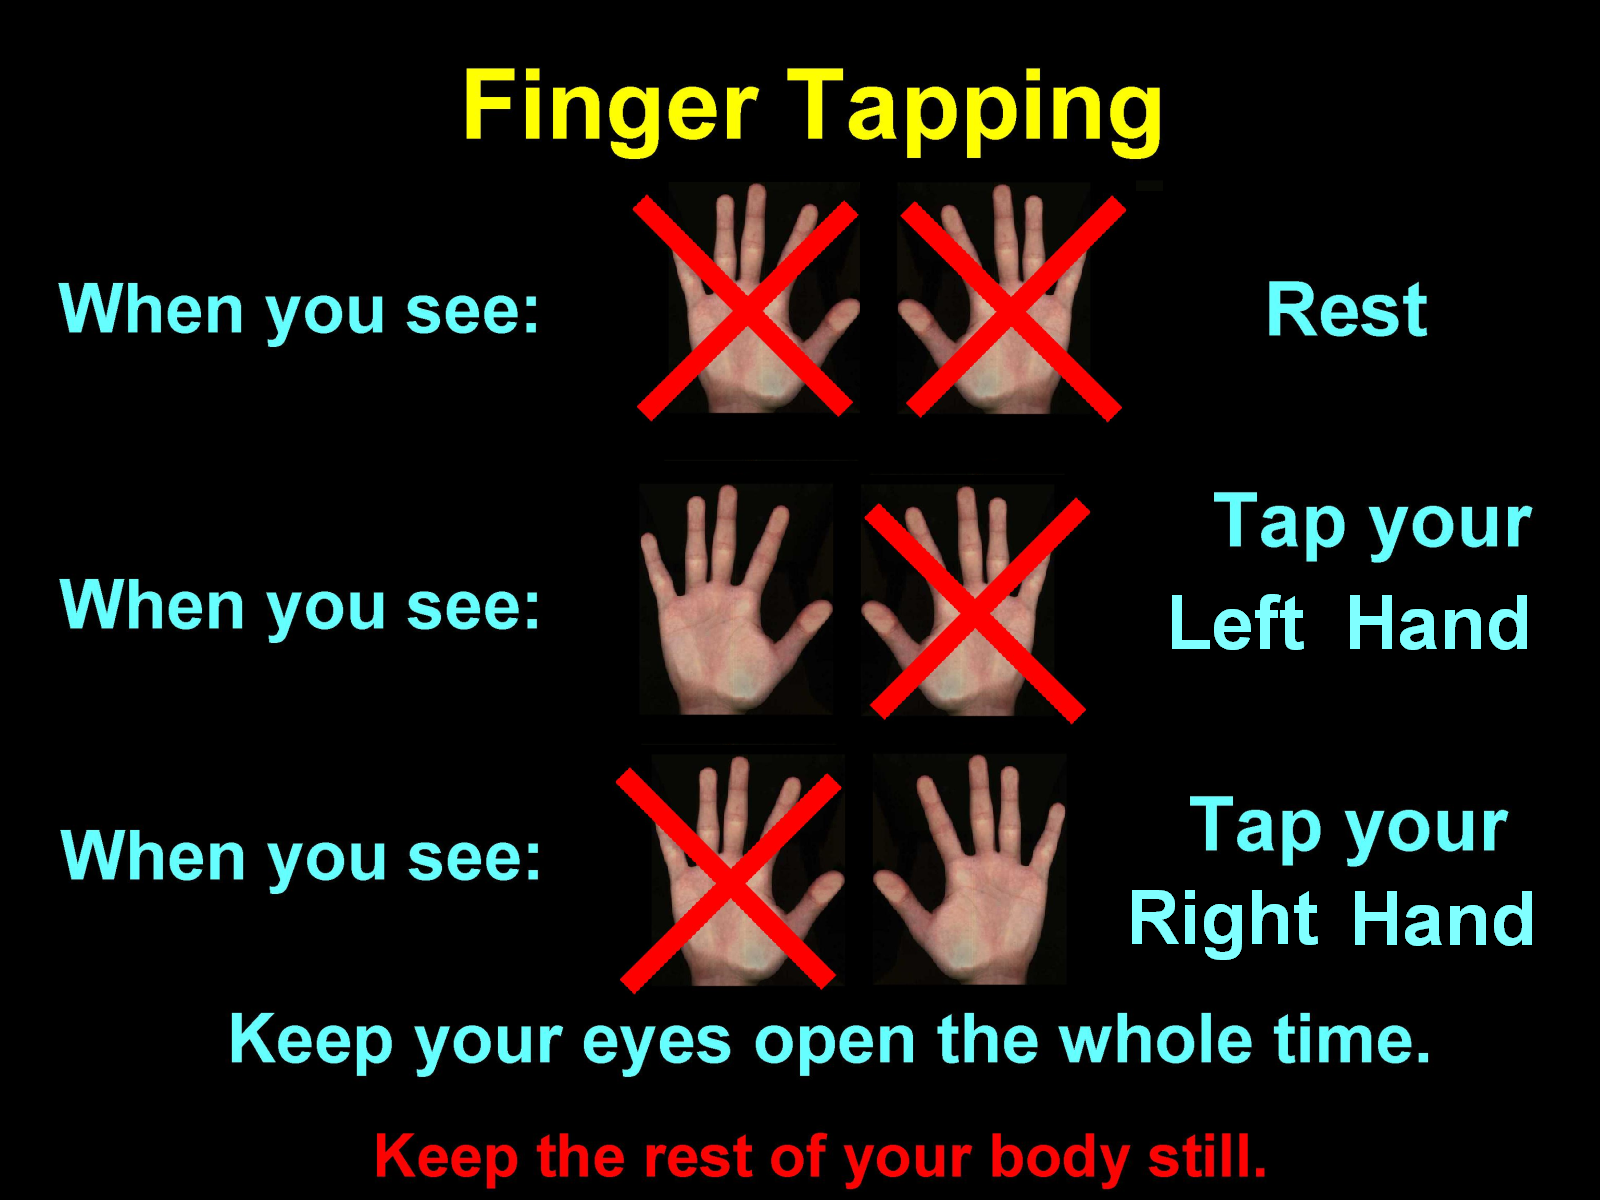 Finger Tapping
When you see:
Rest
When you see:
Tap your
Left Hand
When you see:
Tap your
Right Hand
Keep your eyes open the whole time.
Keep the rest of your body still.